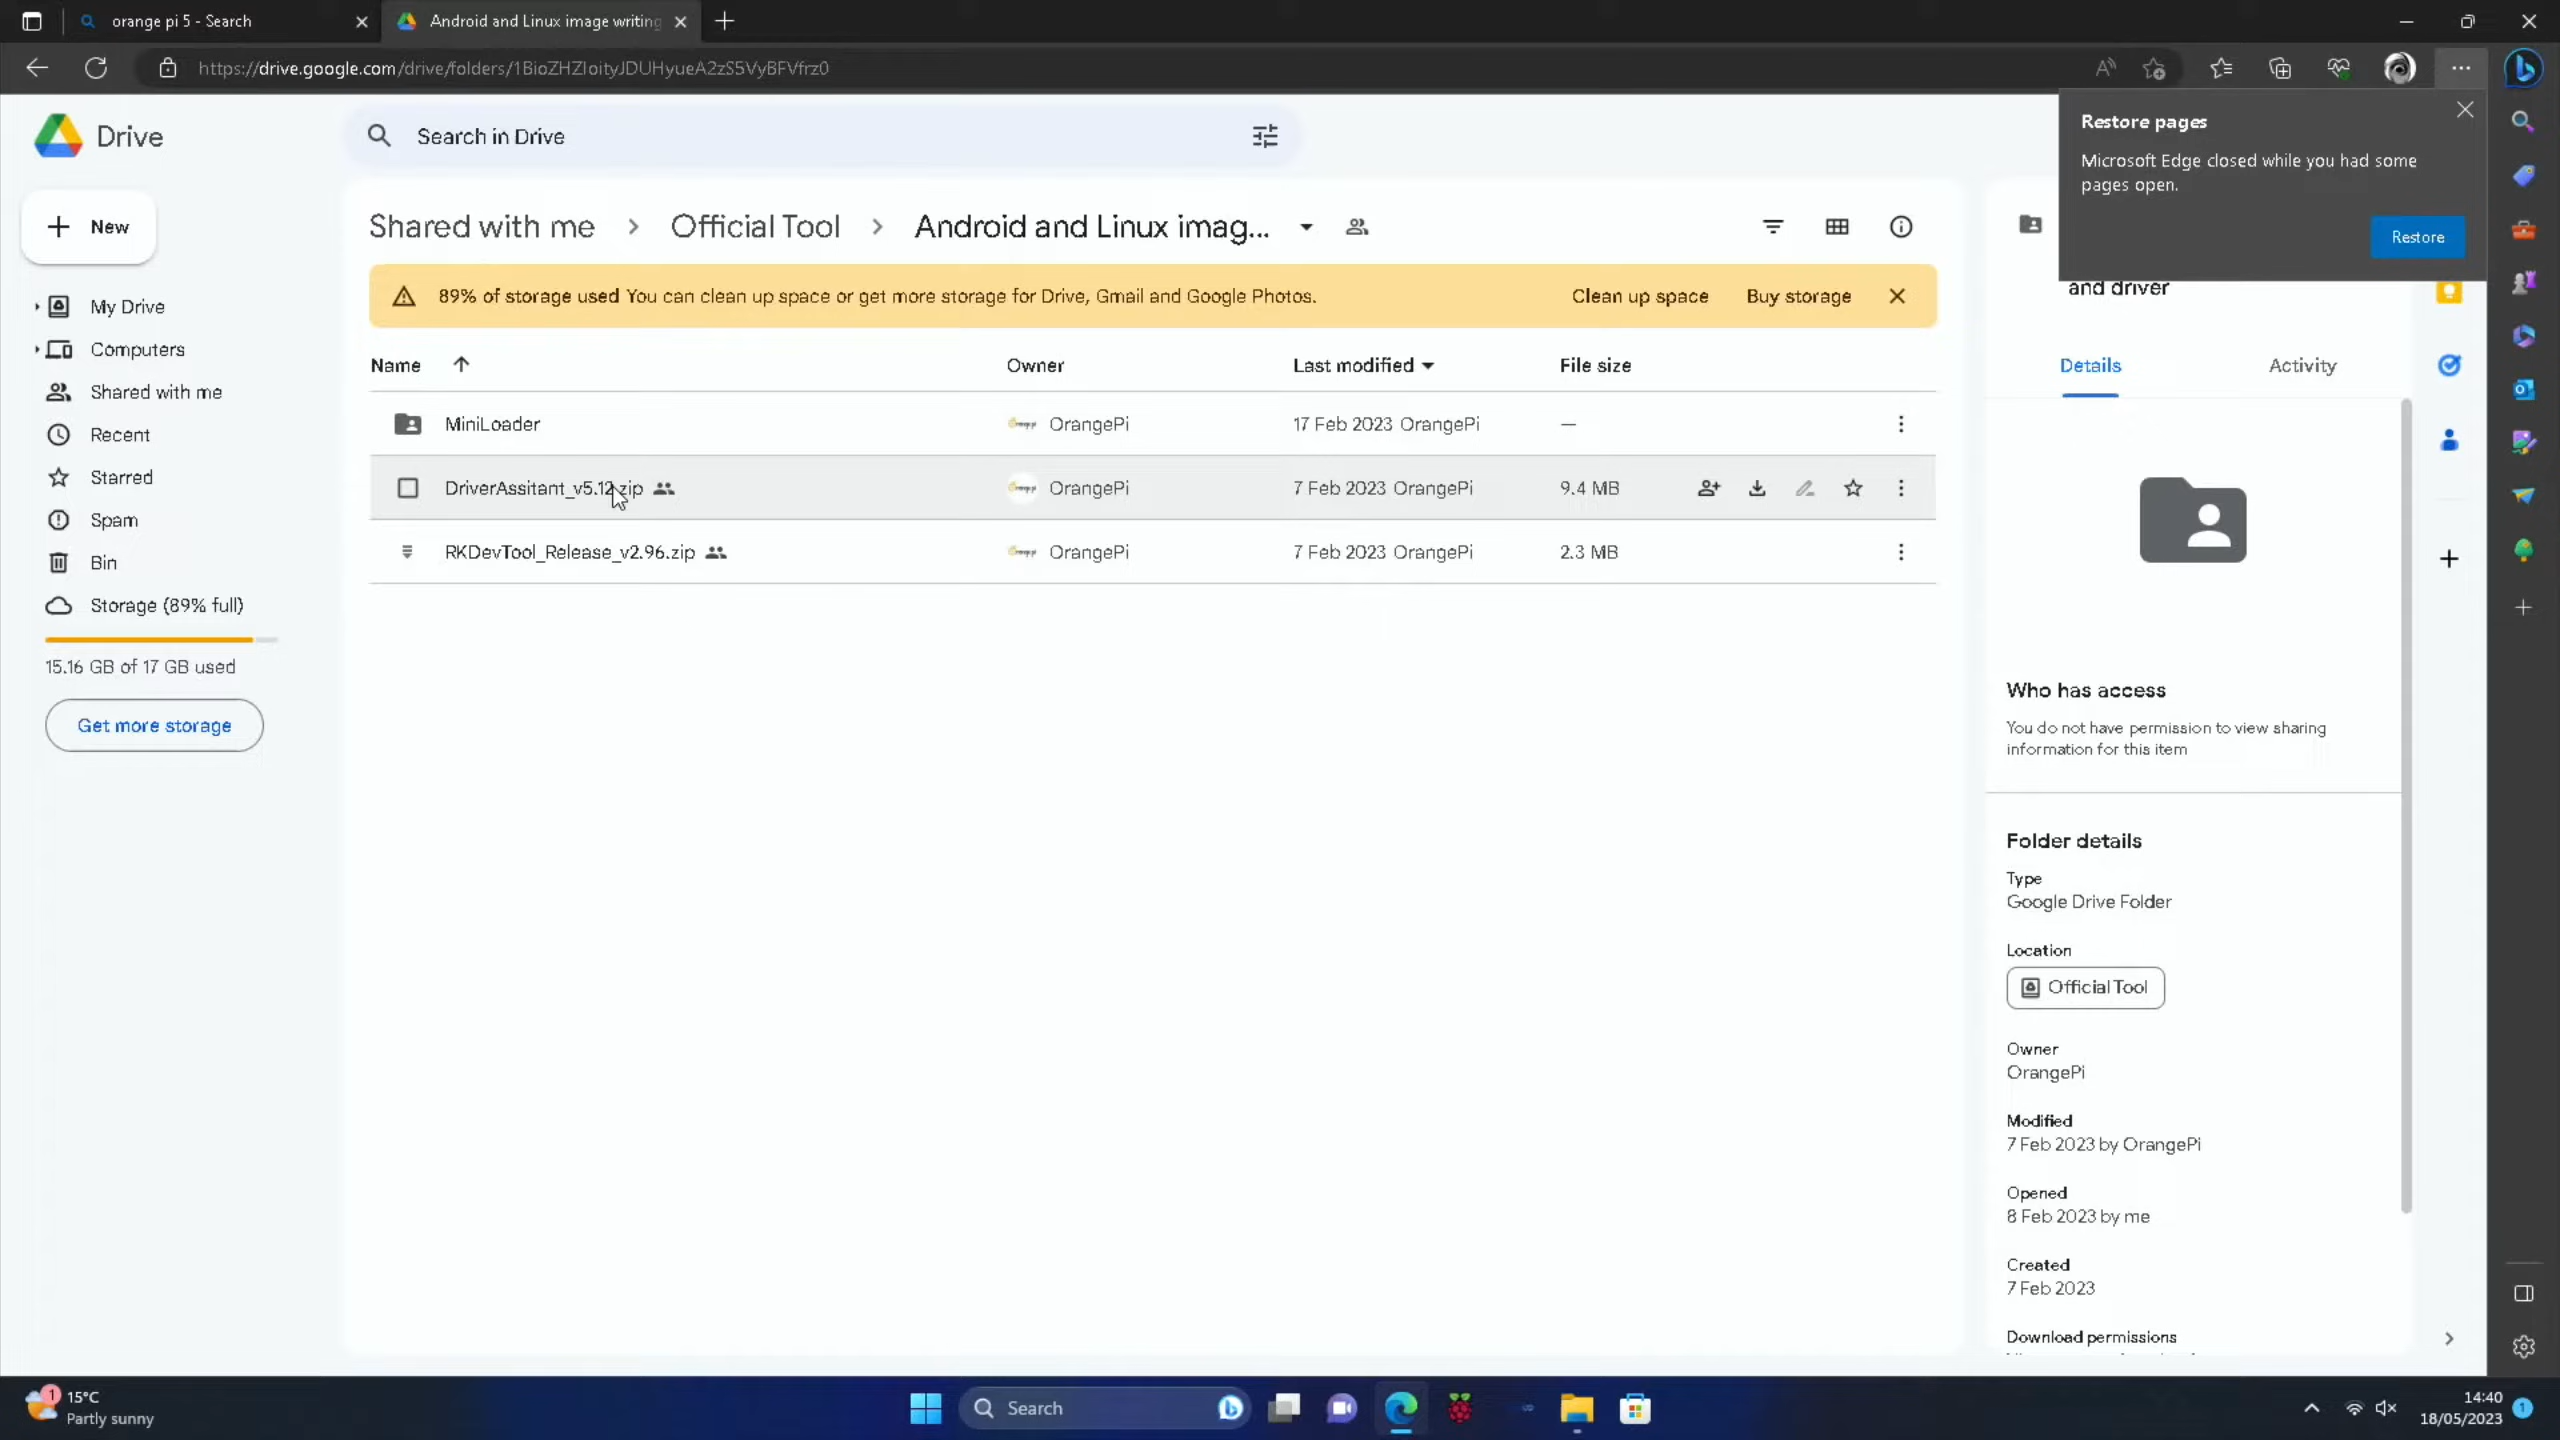 orange pi 5 - Search
Android and Linux image writing
https://drive.google.com/drive/folders/1BioZHZIoityJDUHyueA2zS5VyBFVfrz0
Drive
Search in Drive
Restore pages
Microsoft Edge closed while you had some
pages open.
Restore
New
Shared with me
Official Tool
Android and Linux imag...
and driver
89% of storage used You can clean up space or get more storage for Drive, Gmail and Google Photos.
Clean up space
Buy storage
My Drive
Computers
Shared with me
Recent
Starred
Spam
Bin
Storage (89% full)
15.16 GB of 17 GB used
Get more storage
Name
Owner
Last modified
File size
MiniLoader
OrangePi
17 Feb 2023 OrangePi
—
DriverAssitant_v5.12.zip
OrangePi
7 Feb 2023 OrangePi
9.4 MB
RKDevTool_Release_v2.96.zip
OrangePi
7 Feb 2023 OrangePi
2.3 MB
Details
Activity
Who has access
You do not have permission to view sharing
information for this item
Folder details
Type
Google Drive Folder
Location
Official Tool
Owner
OrangePi
Modified
7 Feb 2023 by OrangePi
Opened
8 Feb 2023 by me
Created
7 Feb 2023
Download permissions
1
15°C
Partly sunny
Search
14:40
18/05/2023
1